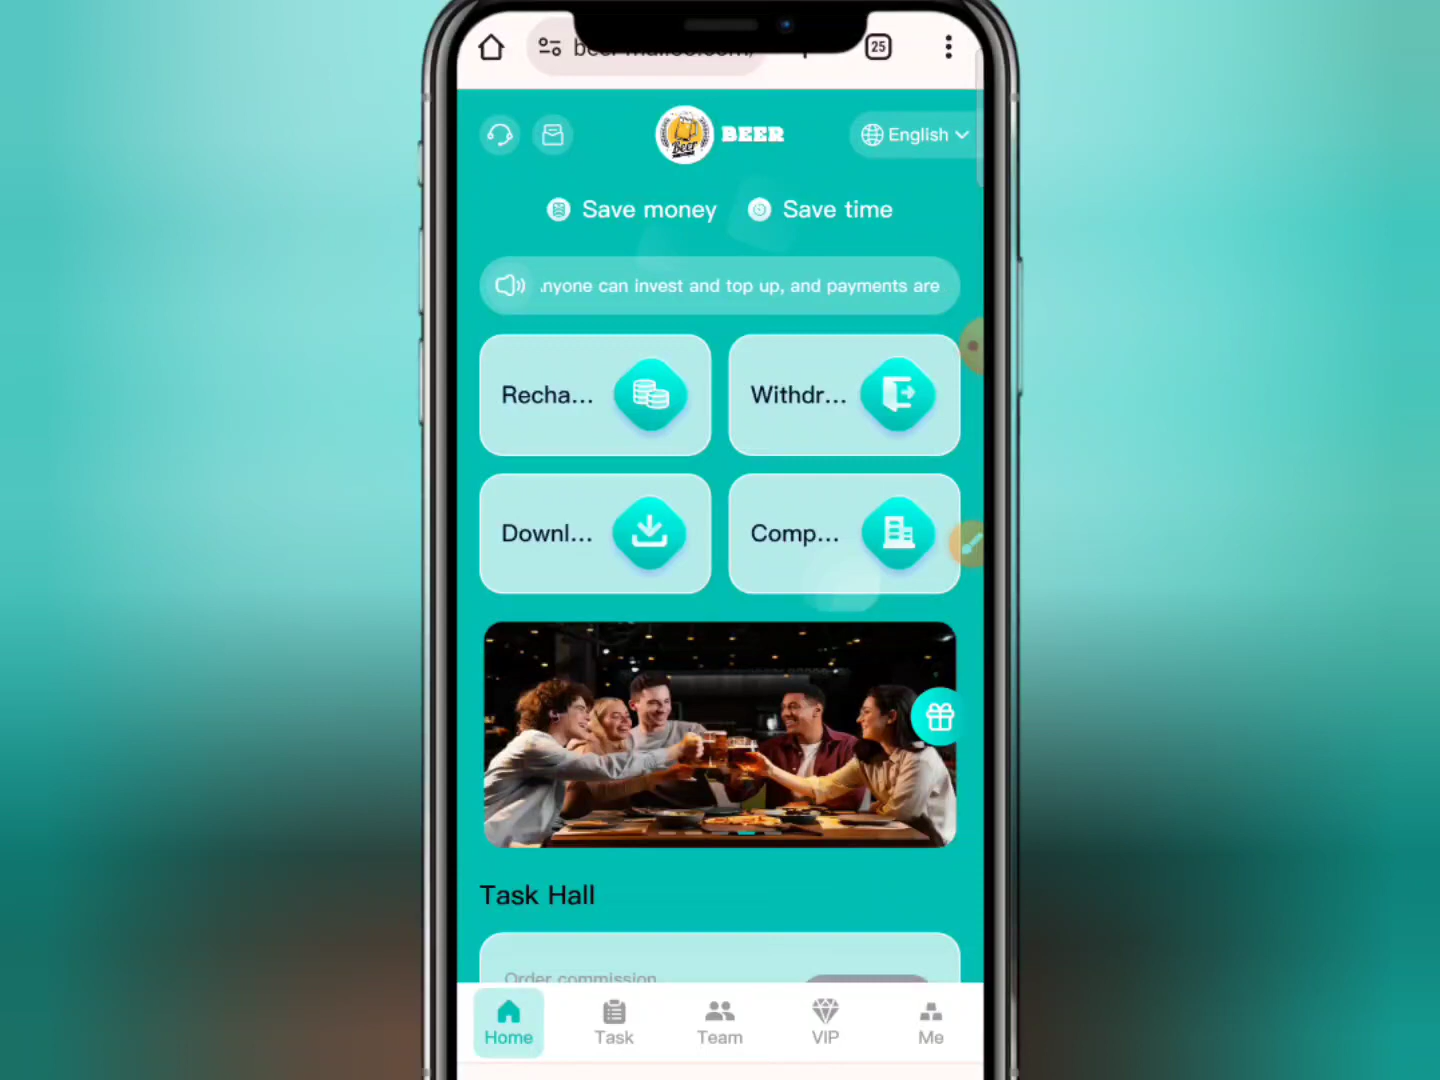 25
BEER
Beer
English
Save money
Save time
nyone can invest and top up, and payments are
Recha...
Withdr...
Downl...
Comp...
Task Hall
Order commission
Home
Task
Team
VIP
Me